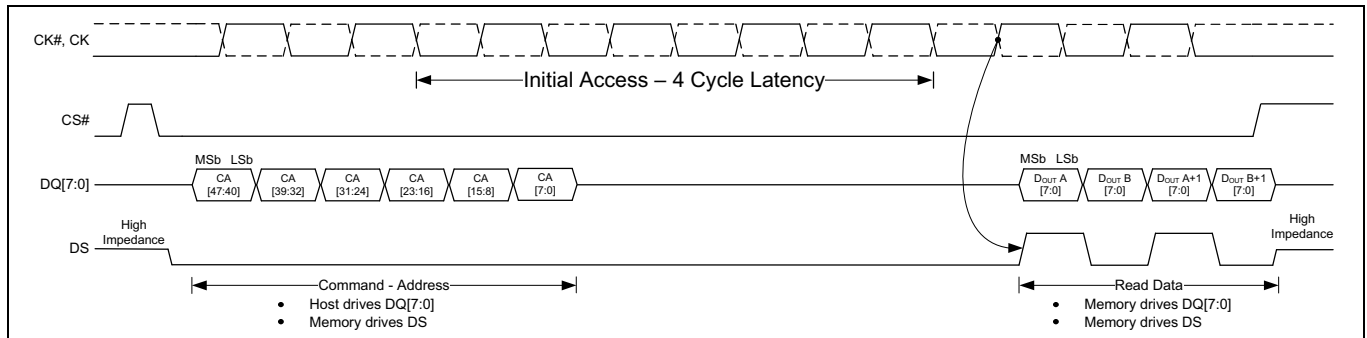 CK#, CK
Initial Access – 4 Cycle Latency
CS#
MSb LSb
MSb LSb
DQ[7:0]
CA
[47:40]
CA
[39:32]
CA
[31:24]
CA
[23:16]
CA
[15:8]
CA
[7:0]
DOUT A
[7:0]
DOUT B
[7:0]
DOUT A+1
[7:0]
DOUT B+1
[7:0]
High
Impedance
High
Impedance
DS
Command - Address
• Host drives DQ[7:0]
• Memory drives DS
Read Data
• Memory drives DQ[7:0]
• Memory drives DS